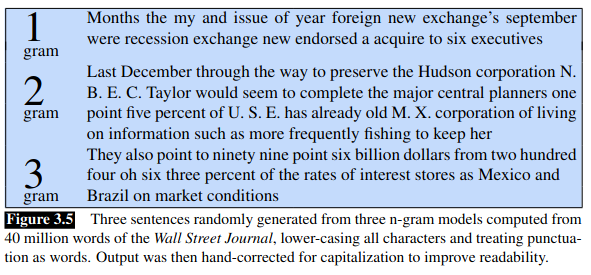 1
gram
Months the my and issue of year foreign new exchange's september
were recession exchange new endorsed a acquire to six executives
2
gram
Last December through the way to preserve the Hudson corporation N.
B. E. C. Taylor would seem to complete the major central planners one
point five percent of U. S. E. has already old M. X. corporation of living
on information such as more frequently fishing to keep her
3
gram
They also point to ninety nine point six billion dollars from two hundred
four oh six three percent of the rates of interest stores as Mexico and
Brazil on market conditions
Figure 3.5 Three sentences randomly generated from three n-gram models computed from
40 million words of the Wall Street Journal, lower-casing all characters and treating punctua-
tion as words. Output was then hand-corrected for capitalization to improve readability.